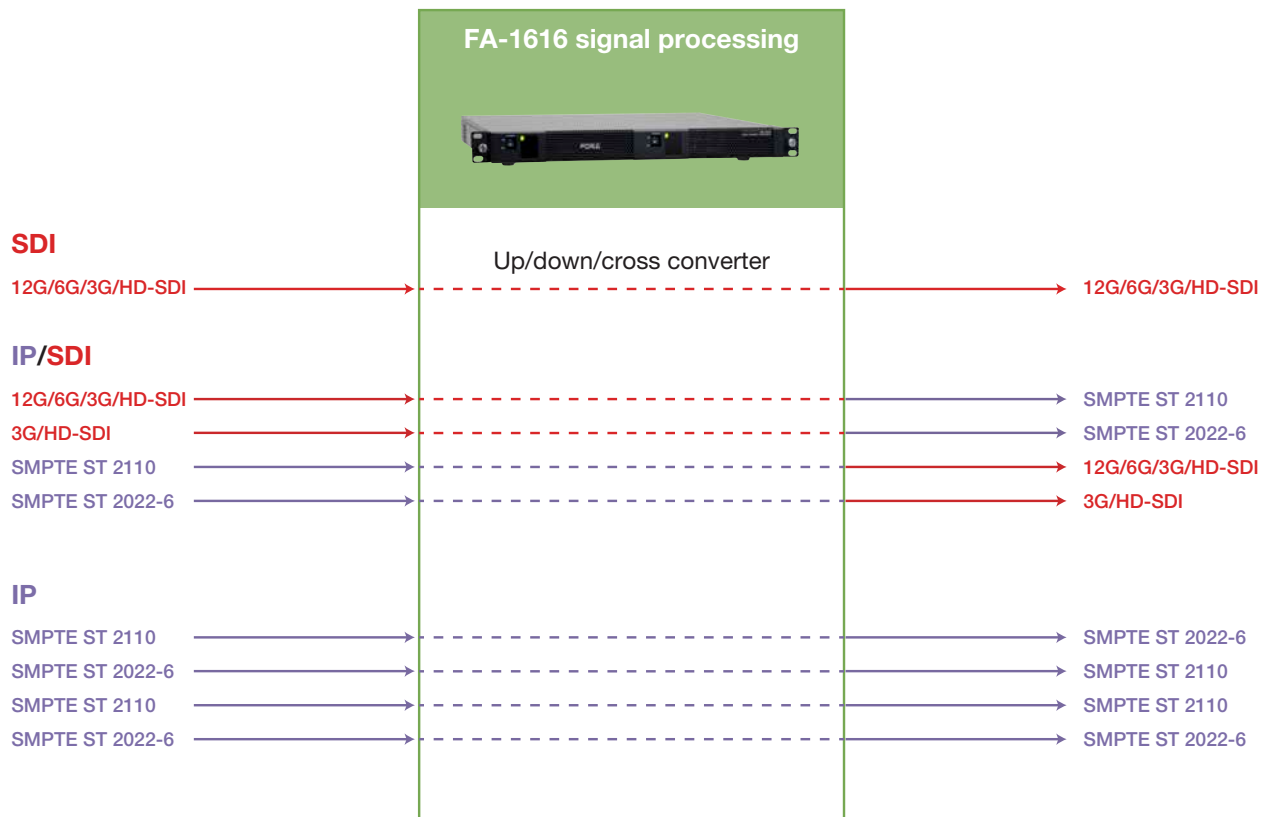 FA-1616 signal processing
FOR.A
SDI
Up/down/cross converter
12G/6G/3G/HD-SDI 12G/6G/3G/HD-SDI
IP/SDI
12G/6G/3G/HD-SDI SMPTE ST 2110
3G/HD-SDI SMPTE ST 2022-6
SMPTE ST 2110 12G/6G/3G/HD-SDI
SMPTE ST 2022-6 3G/HD-SDI
IP
SMPTE ST 2110 SMPTE ST 2022-6
SMPTE ST 2022-6 SMPTE ST 2110
SMPTE ST 2110 SMPTE ST 2110
SMPTE ST 2022-6 SMPTE ST 2022-6